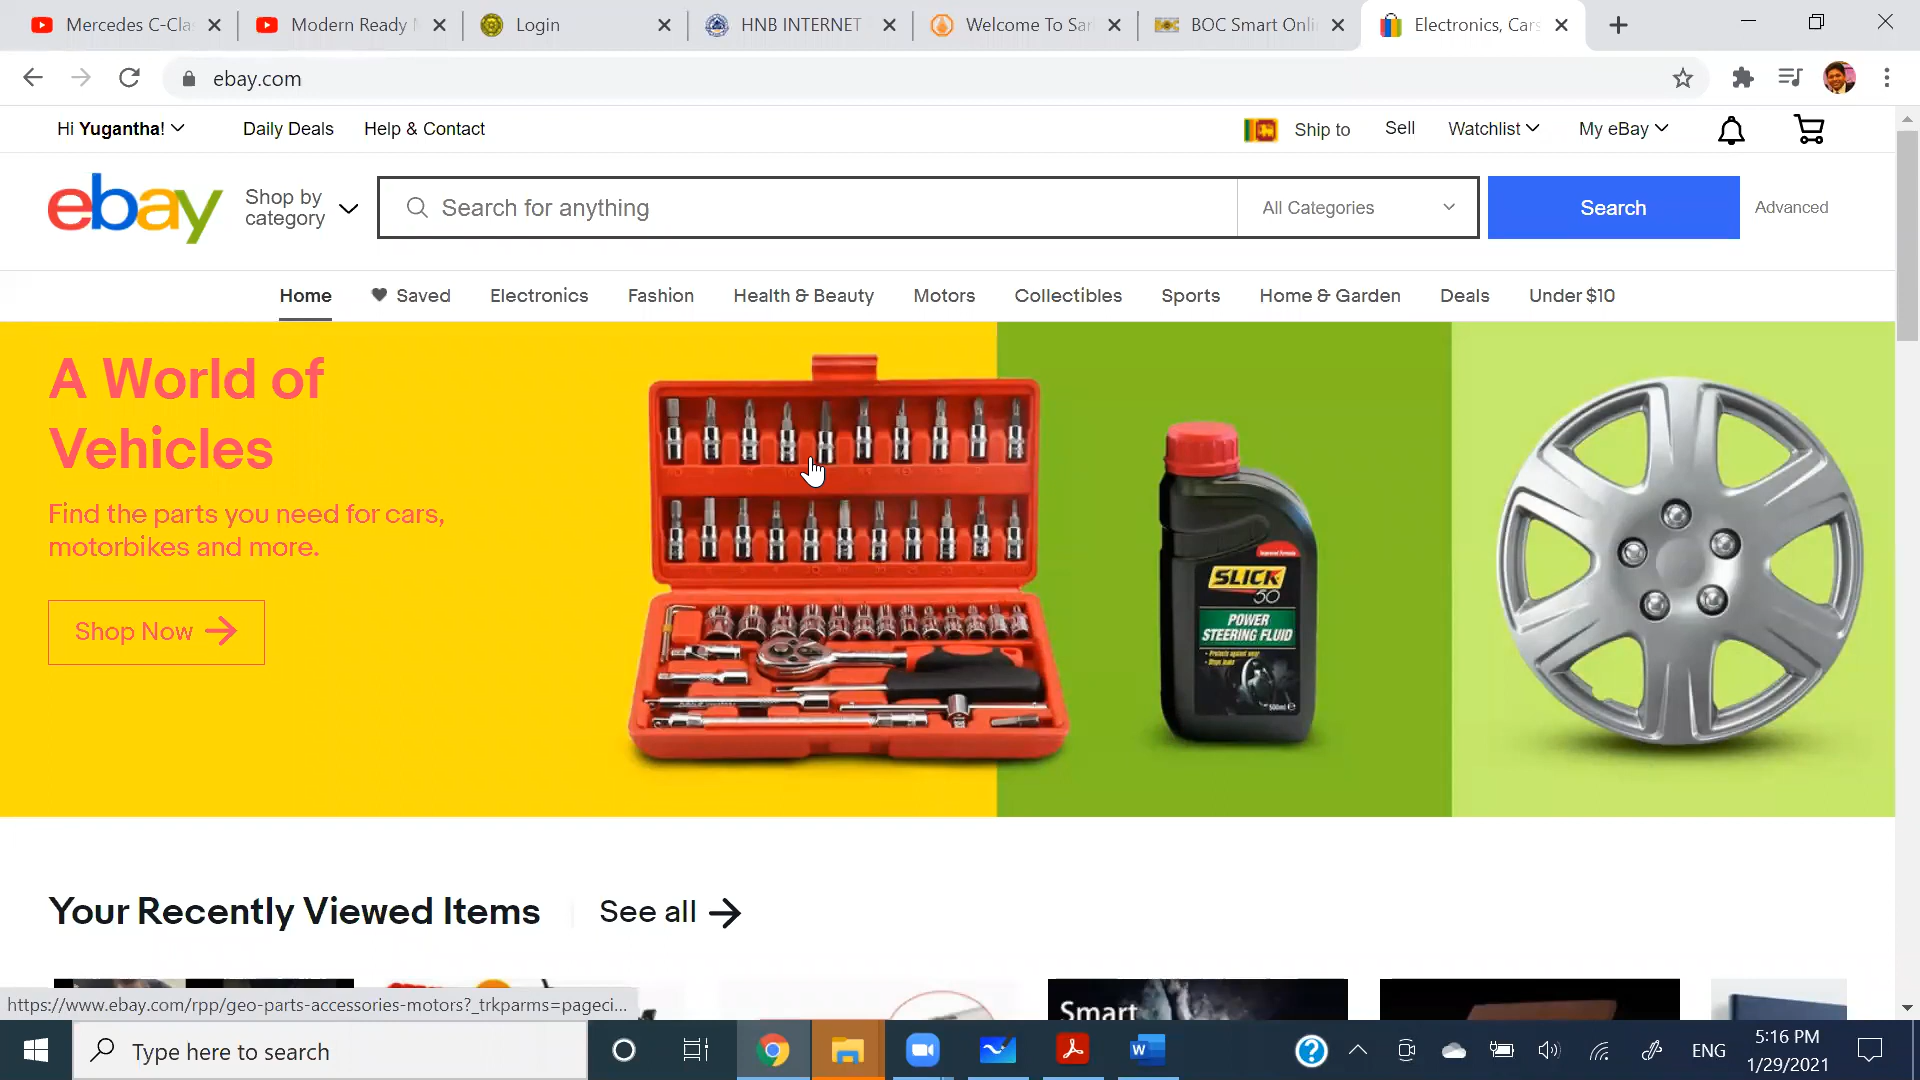 Mercedes C-Cla
Modern Ready
Login
HNB INTERNET
Welcome To Sa
BOC Smart Onli
Electronics, Cars
ebay.com
Hi Yugantha!
Daily Deals
Help & Contact
Ship to
Sell
Watchlist
My eBay
ebay
Shop by
category
Search for anything
All Categories
Search
Advanced
Home
Saved
Electronics
Fashion
Health & Beauty
Motors
Collectibles
Sports
Home & Garden
Deals
Under $10
A World of
Vehicles
Find the parts you need for cars,
motorbikes and more.
Shop Now
SLICK
50
POWER
STEERING FLUID
500ml
Your Recently Viewed Items
See all
Smart
https://www.ebay.com/rpp/geo-parts-accessories-motors?_trkparms=pageci...
Type here to search
ENG
5:16 PM
1/29/2021